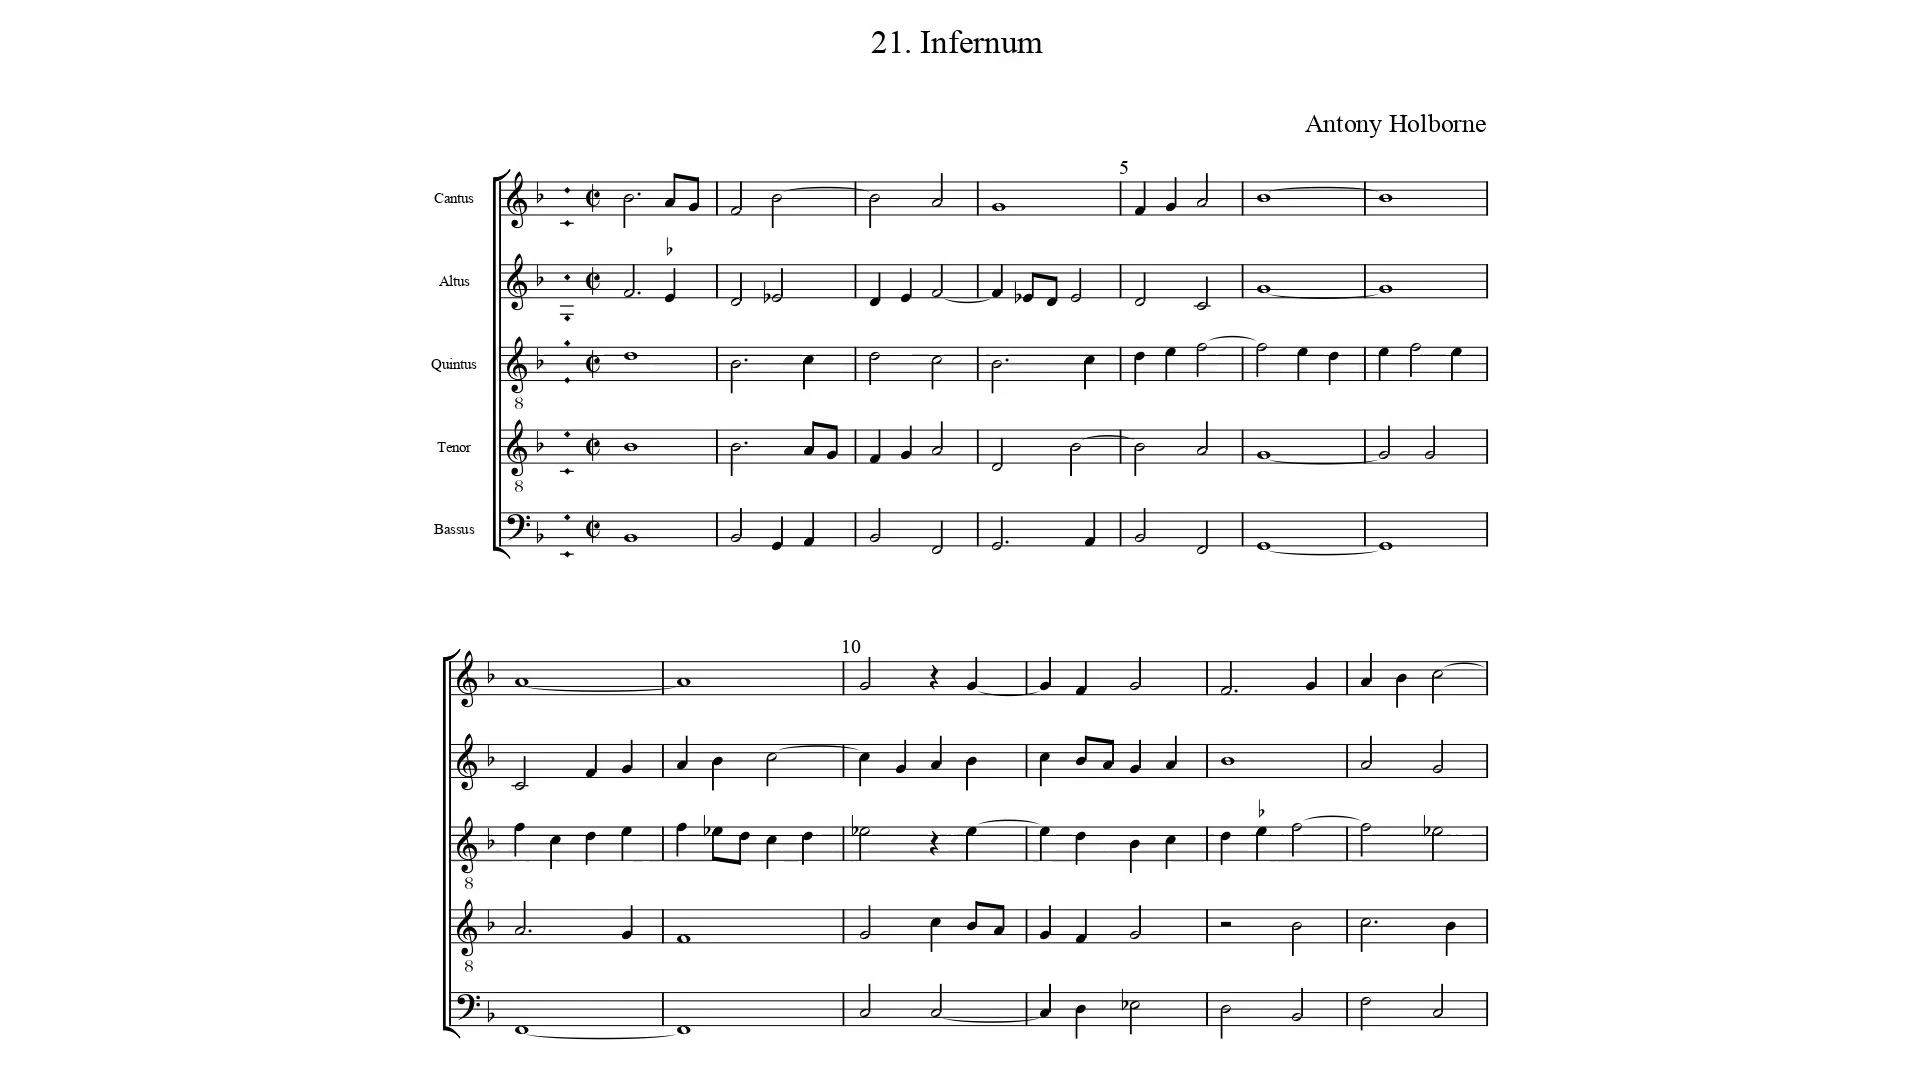 21. Infernum
Antony Holborne
5
Cantus
Altus
Quintus
8
Tenor
8
Bassus
10
8
8